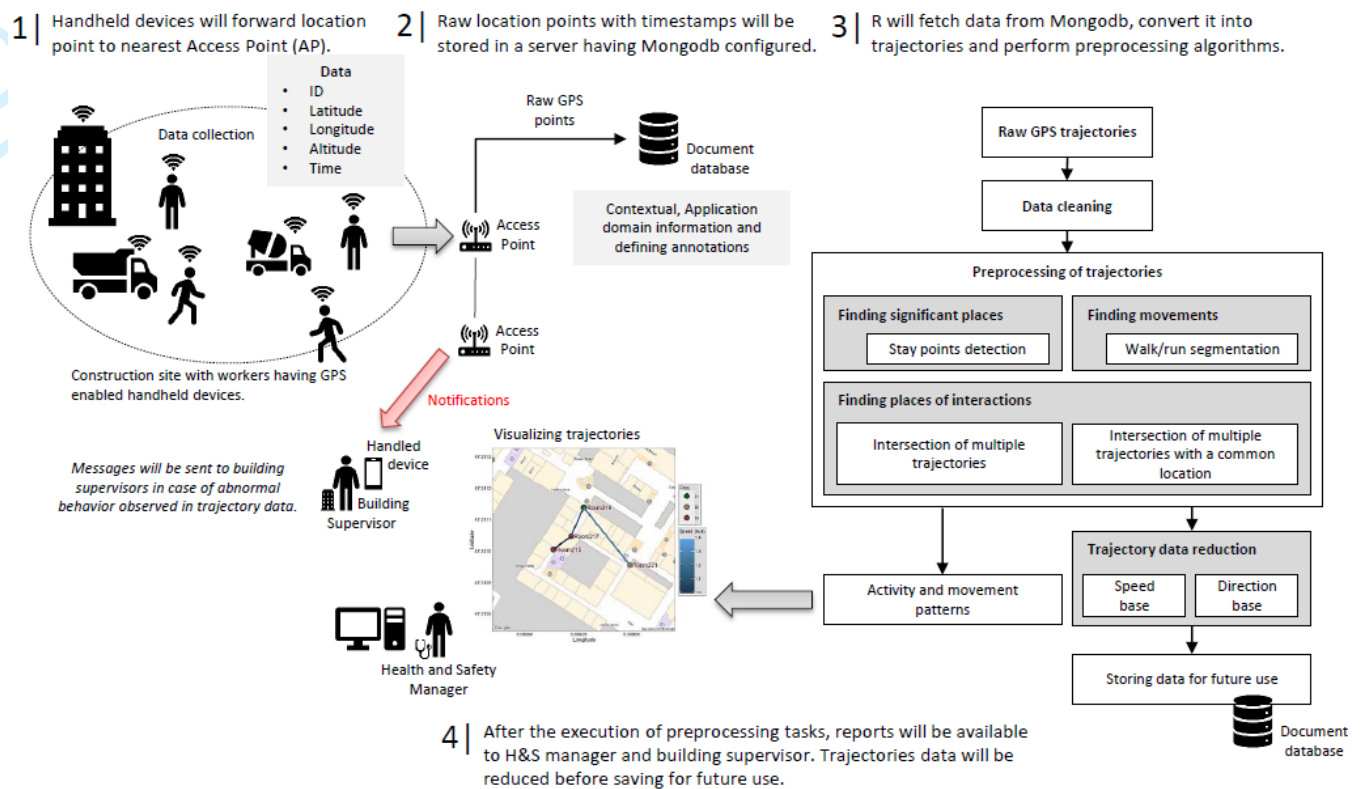 1| Handheld devices will forward location
point to nearest Access Point (AP).
2| Raw location points with timestamps will be
stored in a server having Mongodb configured.
3| R will fetch data from Mongodb, convert it into
trajectories and perform preprocessing algorithms.
Data
• ID
• Latitude
• Longitude
• Altitude
• Time
Data collection
Construction site with workers having GPS
enabled handheld devices.
Raw GPS
points
Document
database
Contextual, Application
domain information and
defining annotations
Access
Point
Access
Point
Notifications
Handled
device
Building
Supervisor
Messages will be sent to building
supervisors in case of abnormal
behavior observed in trajectory data.
Visualizing trajectories
Room217
Room221
Longitude
Health and Safety
Manager
Raw GPS trajectories
Data cleaning
Preprocessing of trajectories
Finding significant places
Stay points detection
Finding movements
Walk/run segmentation
Finding places of interactions
Intersection of multiple
trajectories
Intersection of multiple
trajectories with a common
location
Activity and movement
patterns
Trajectory data reduction
Speed
base
Direction
base
Storing data for future use
Document
database
4| After the execution of preprocessing tasks, reports will be available
to H&S manager and building supervisor. Trajectories data will be
reduced before saving for future use.